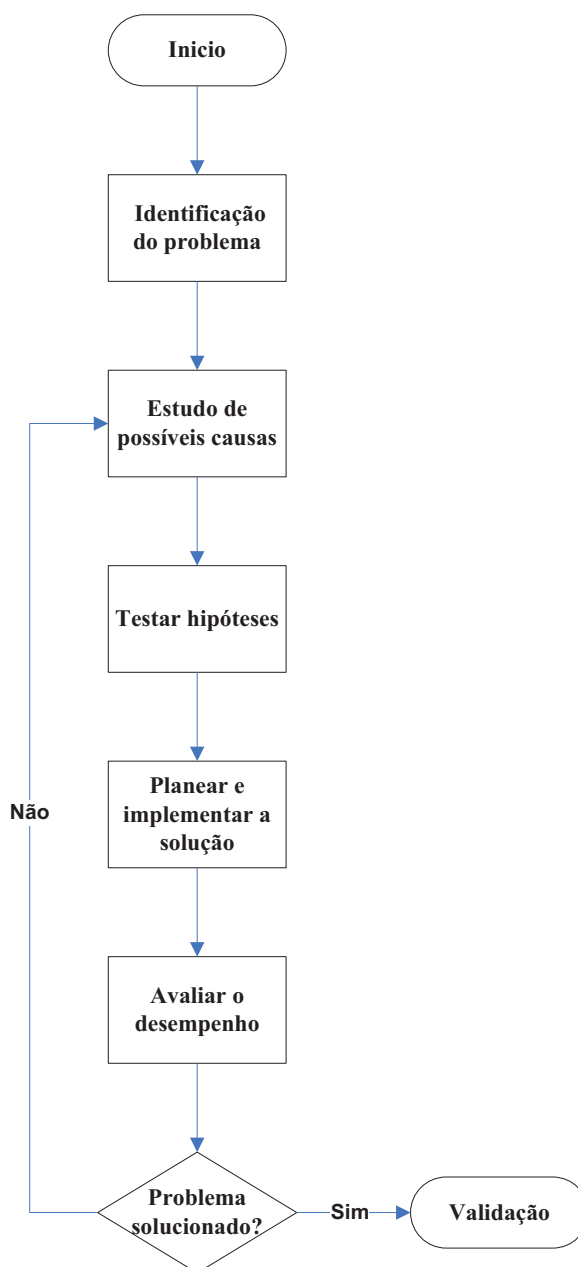 Inicio
Identificação
do problema
Estudo de
possíveis causas
Testar hipóteses
Planear e
implementar a
solução
Não
Avaliar o
desempenho
Problema
solucionado?
Sim
Validação